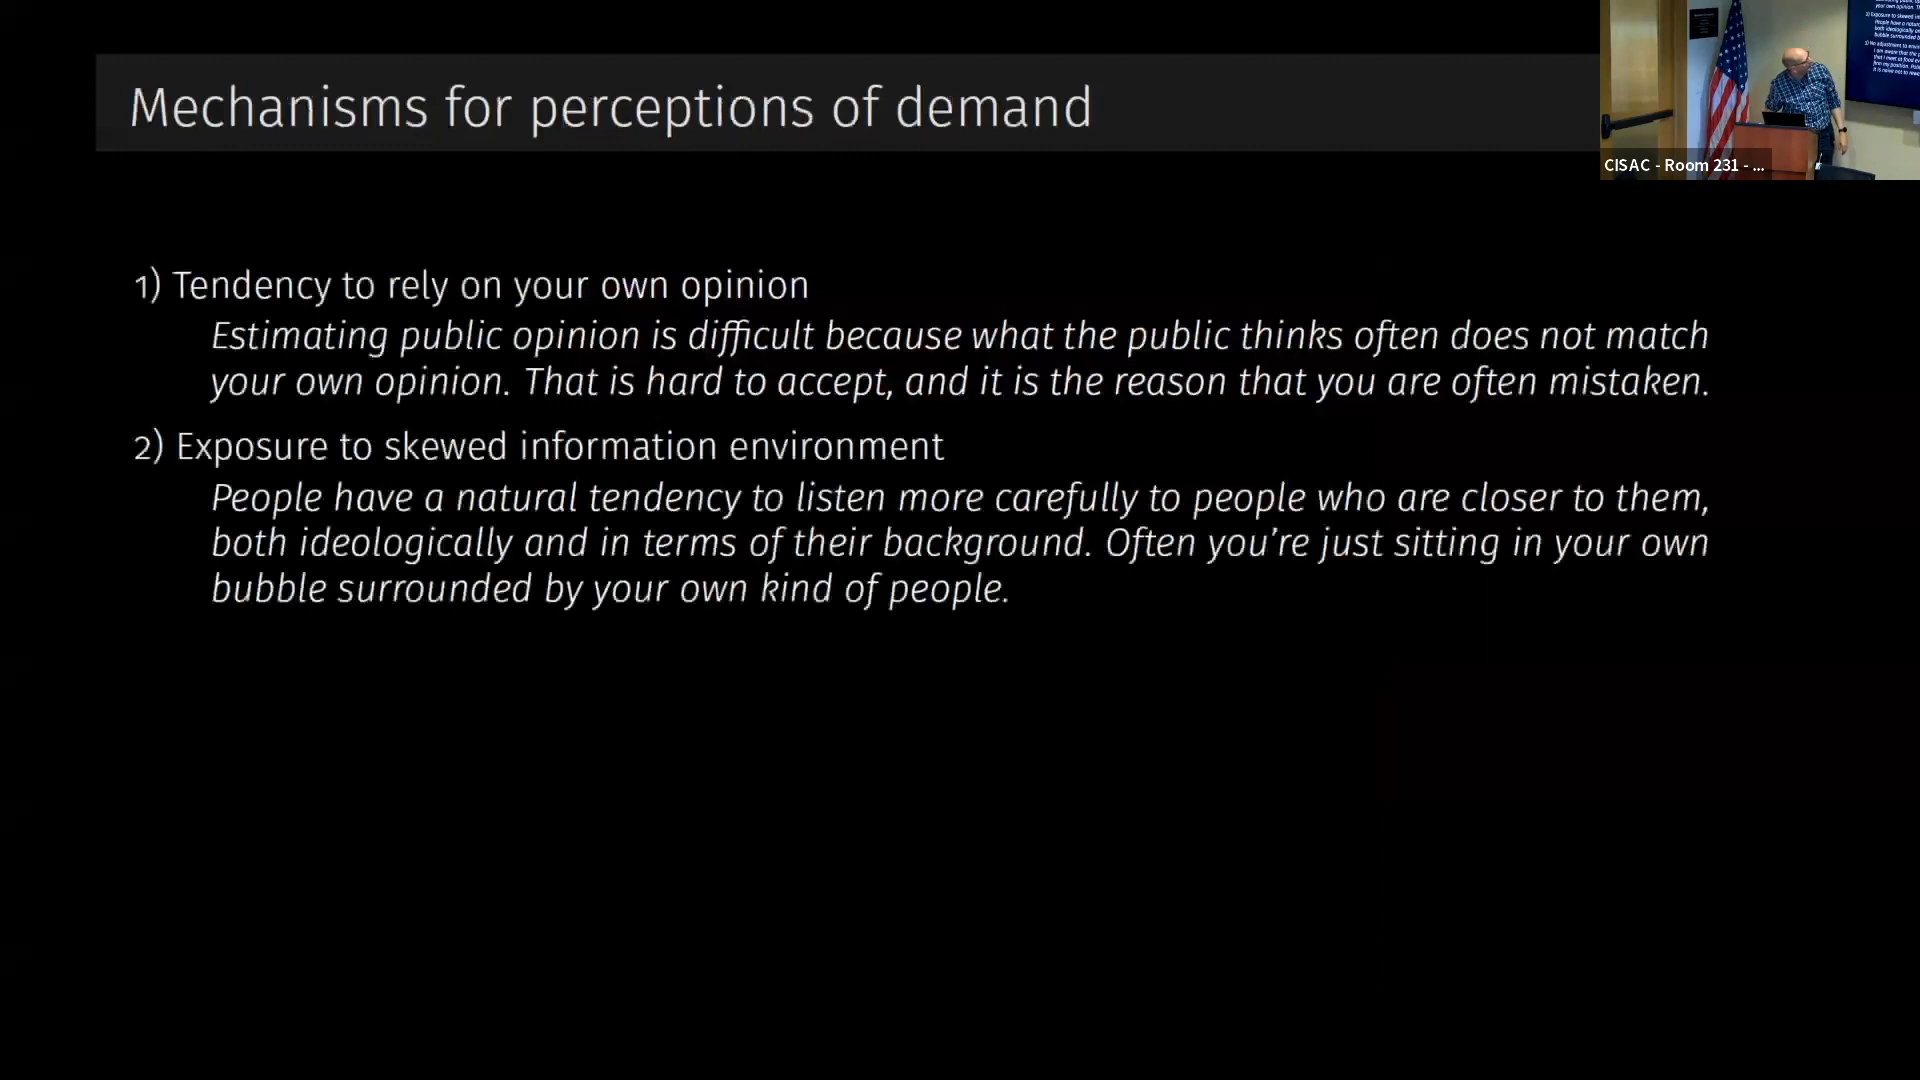 Mechanisms for perceptions of demand
CISAC - Room 231 - ...
1) Tendency to rely on your own opinion
Estimating public opinion is difficult because what the public thinks often does not match
your own opinion. That is hard to accept, and it is the reason that you are often mistaken.
2) Exposure to skewed information environment
People have a natural tendency to listen more carefully to people who are closer to them,
both ideologically and in terms of their background. Often you're just sitting in your own
bubble surrounded by your own kind of people.